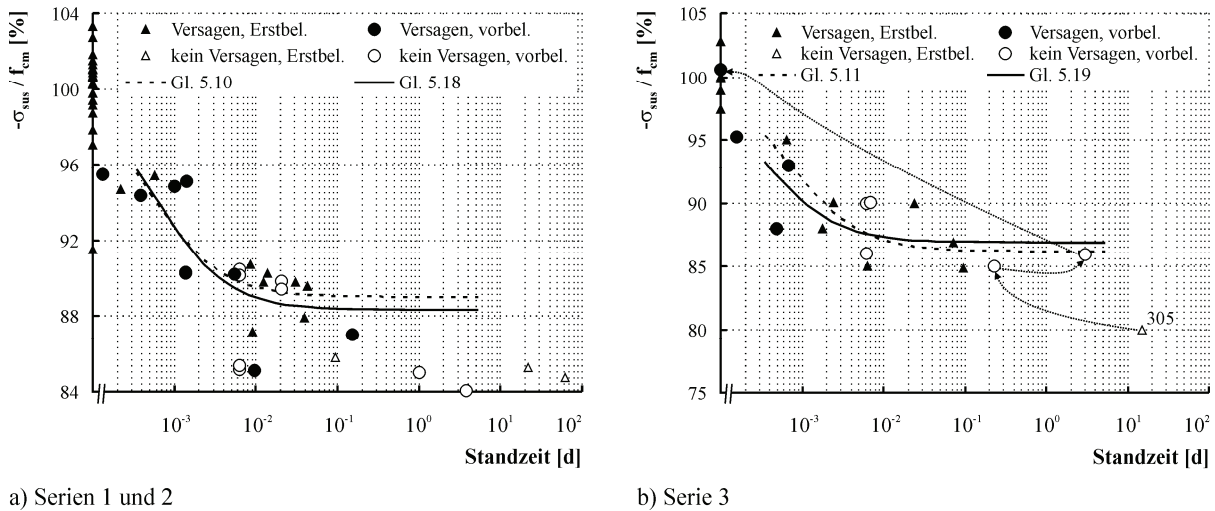 -σsus / fcm [%]
104
100
96
92
88
84
Versagen, Erstbel.
Versagen, vorbel.
kein Versagen, Erstbel.
kein Versagen, vorbel.
Gl. 5.10
Gl. 5.18
10-3
10-2
10-1
100
101
102
Standzeit [d]
a) Serien 1 und 2
-σsus / fcm [%]
105
100
95
90
85
80
75
Versagen, Erstbel.
Versagen, vorbel.
kein Versagen, Erstbel.
kein Versagen, vorbel.
Gl. 5.11
Gl. 5.19
305
10-3
10-2
10-1
100
101
102
Standzeit [d]
b) Serie 3